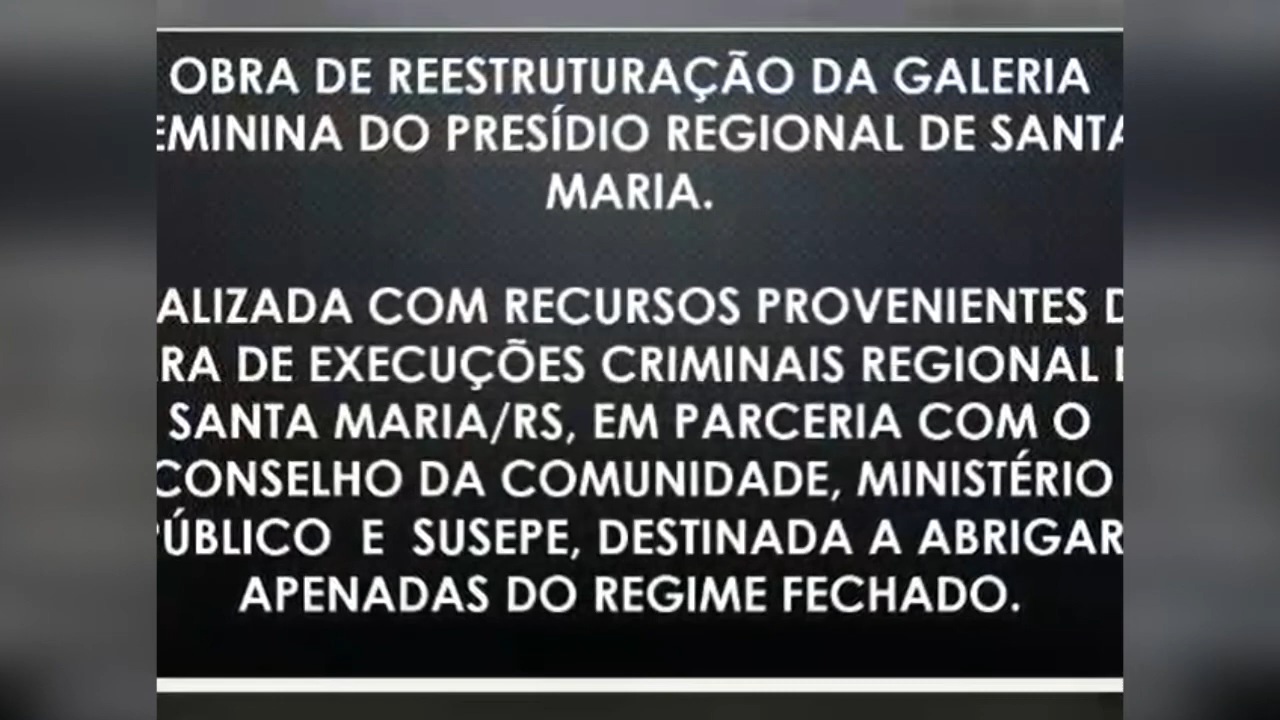 OBRA DE REESTRUTURAÇÃO DA GALERIA
EMININA DO PRESÍDIO REGIONAL DE SANTA
MARIA.
ALIZADA COM RECURSOS PROVENIENTES D
RA DE EXECUÇÕES CRIMINAIS REGIONAL D
SANTA MARIA/RS, EM PARCERIA COM O
CONSELHO DA COMUNIDADE, MINISTÉRIO
PÚBLICO E SUSEPE, DESTINADA A ABRIGAR
APENADAS DO REGIME FECHADO.